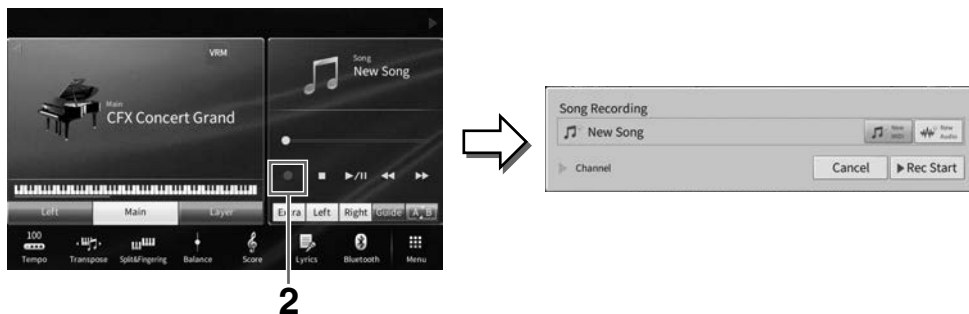 VRM
Main
CFX Concert Grand
Song
New Song
Left
Main
Layer
Extra
Left
Right
Guide
A B
100
Tempo
Transpose
Split&Fingering
Balance
Score
Lyrics
Bluetooth
Menu
2
Song Recording
New Song
New
MIDI
New
Audio
Channel
Cancel
Rec Start